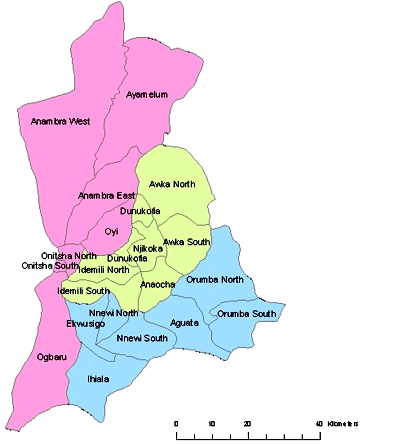 Ayamelum
Anambra West
Awka North
Anambra East
Dunukofia
Oyi
Awka South
Njikoka
Onitsha North
Dunukofia
Onitsha South
Idemili North
Orumba North
Anaocha
Idemili South
Nnewi North
Orumba South
Ekwusigo
Aguata
Nnewi South
Ogbaru
Ihiala
0 10 20 40 Kilometers